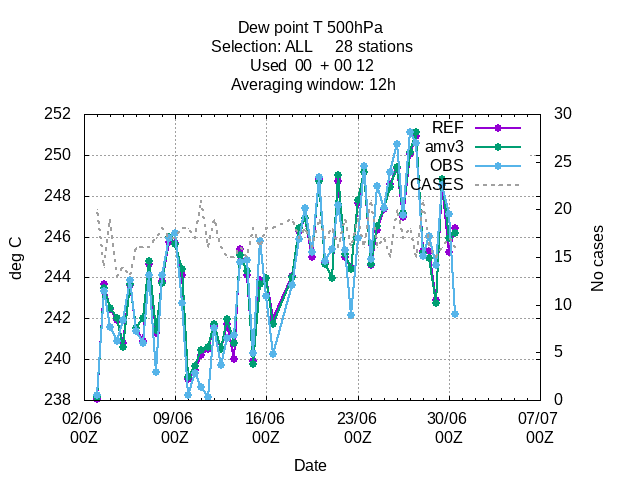 Dew point T 500hPa
Selection: ALL     28 stations
Used  00  + 00 12
Averaging window: 12h
252
250
248
246
244
242
240
238
deg C
30
25
20
15
10
5
0
No cases
REF
amv3
OBS
CASES
02/06 09/06 16/06 23/06 30/06 07/07
00Z 00Z 00Z 00Z 00Z 00Z
Date